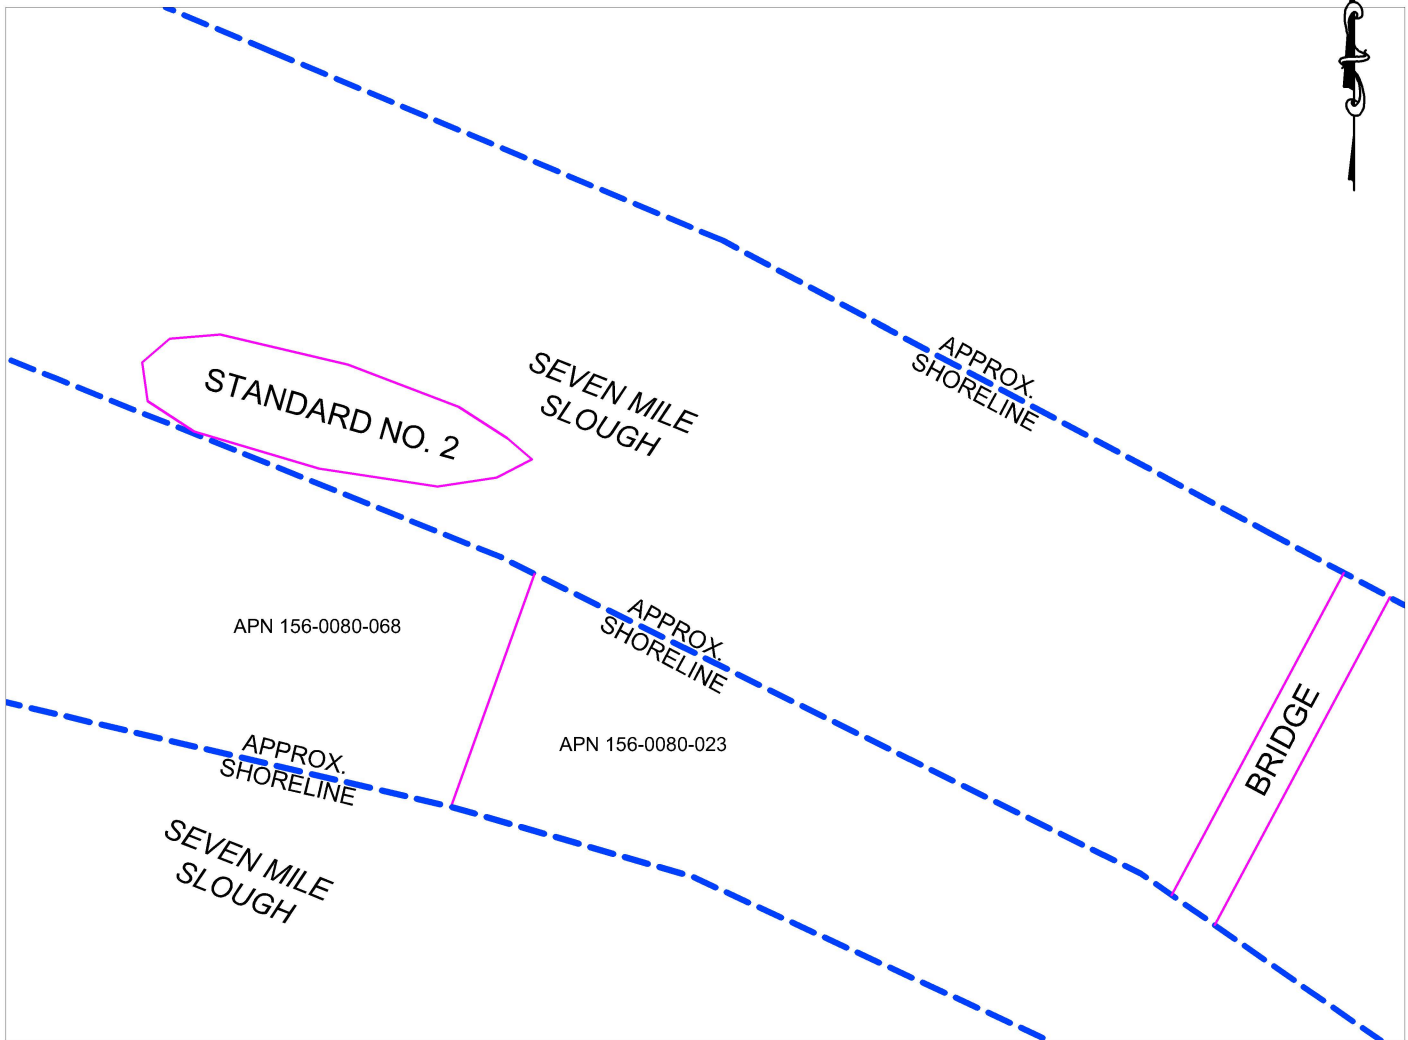 APPROX.
SHORELINE
SEVEN MILE
SLOUGH
STANDARD NO. 2
APPROX.
SHORELINE
APN 156-0080-068
BRIDGE
APN 156-0080-023
APPROX.
SHORELINE
SEVEN MILE
SLOUGH